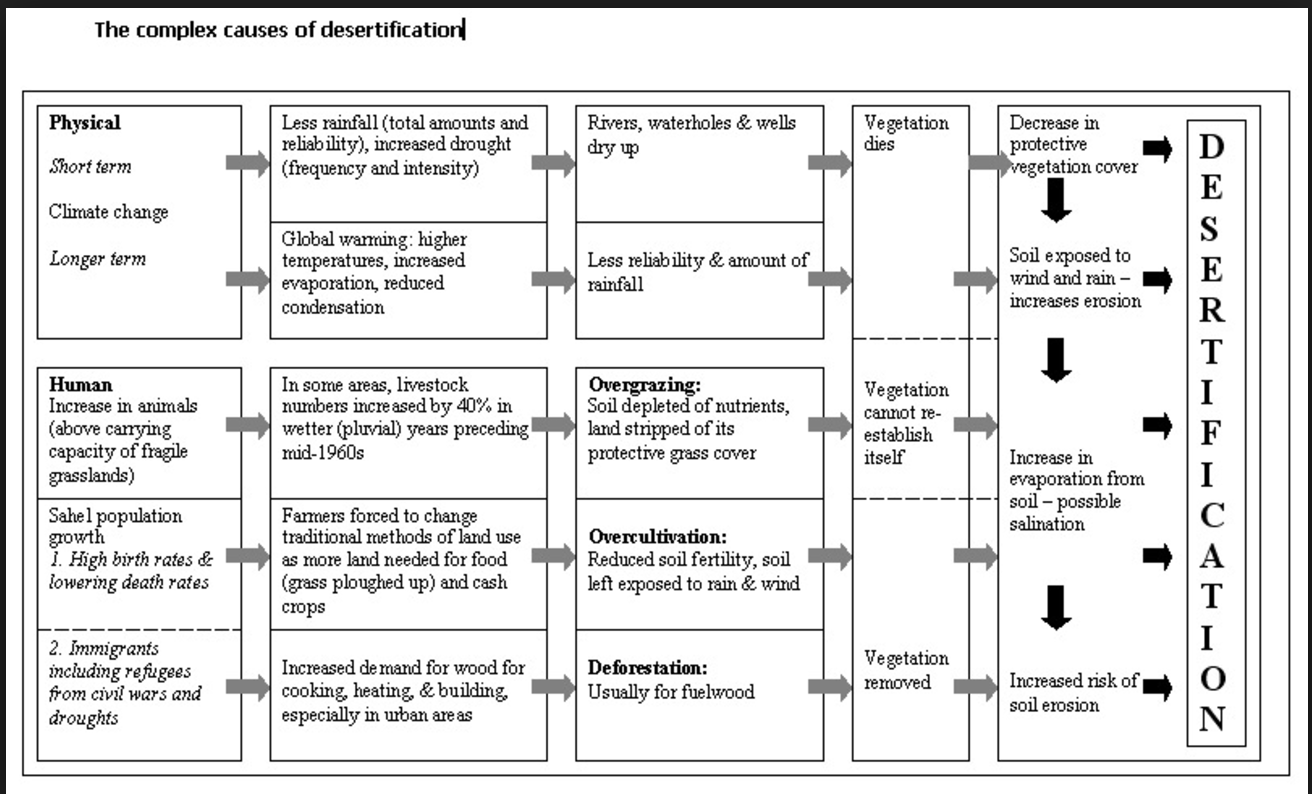 The complex causes of desertification
Physical
Short term
Climate change
Longer term
Less rainfall (total amounts and
reliability), increased drought
(frequency and intensity)
Rivers, waterholes & wells
dry up
Vegetation
dies
Decrease in
protective
vegetation cover
Global warming: higher
temperatures, increased
evaporation, reduced
condensation
Less reliability & amount of
rainfall
Soil exposed to
wind and rain –
increases erosion
Human
Increase in animals
(above carrying
capacity of fragile
grasslands)
In some areas, livestock
numbers increased by 40% in
wetter (pluvial) years preceding
mid-1960s
Overgrazing:
Soil depleted of nutrients,
land stripped of its
protective grass cover
Vegetation
cannot re-
establish
itself
Increase in
evaporation from
soil – possible
salination
Sahel population
growth
1. High birth rates &
lowering death rates
Farmers forced to change
traditional methods of land use
as more land needed for food
(grass ploughed up) and cash
crops
Overcultivation:
Reduced soil fertility, soil
left exposed to rain & wind
2. Immigrants
including refugees
from civil wars and
droughts
Increased demand for wood for
cooking, heating, & building,
especially in urban areas
Deforestation:
Usually for fuelwood
Vegetation
removed
Increased risk of
soil erosion
D
E
S
E
R
T
I
F
I
C
A
T
I
O
N